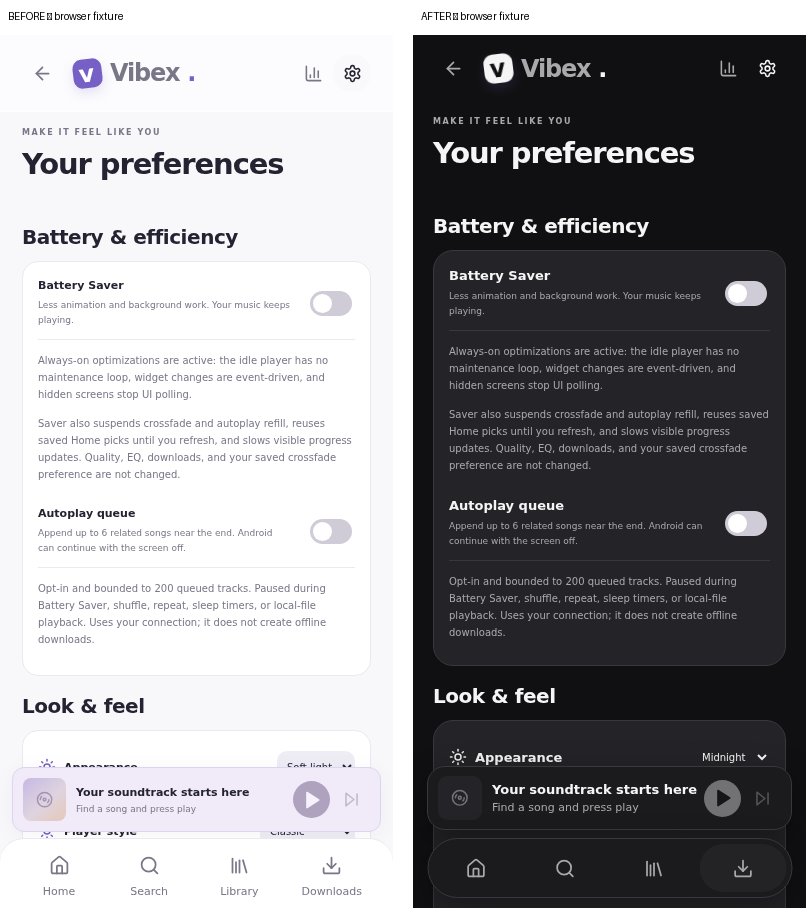 BEFORE▯ browser fixture
V Vibex .
MAKE IT FEEL LIKE YOU
Your preferences
Battery & efficiency
Battery Saver
Less animation and background work. Your music keeps
playing.
Always-on optimizations are active: the idle player has no
maintenance loop, widget changes are event-driven, and
hidden screens stop UI polling.
Saver also suspends crossfade and autoplay refill, reuses
saved Home picks until you refresh, and slows visible progress
updates. Quality, EQ, downloads, and your saved crossfade
preference are not changed.
Autoplay queue
Append up to 6 related songs near the end. Android
can continue with the screen off.
Opt-in and bounded to 200 queued tracks. Paused during
Battery Saver, shuffle, repeat, sleep timers, or local-file
playback. Uses your connection; it does not create offline
downloads.
Look & feel
Appearance
Soft light
Your soundtrack starts here
Find a song and press play
Player style
Classic
Home
Search
Library
Downloads
AFTER▯ browser fixture
V Vibex .
MAKE IT FEEL LIKE YOU
Your preferences
Battery & efficiency
Battery Saver
Less animation and background work. Your music keeps
playing.
Always-on optimizations are active: the idle player has no
maintenance loop, widget changes are event-driven, and
hidden screens stop UI polling.
Saver also suspends crossfade and autoplay refill, reuses saved
Home picks until you refresh, and slows visible progress
updates. Quality, EQ, downloads, and your saved crossfade
preference are not changed.
Autoplay queue
Append up to 6 related songs near the end. Android can
continue with the screen off.
Opt-in and bounded to 200 queued tracks. Paused during
Battery Saver, shuffle, repeat, sleep timers, or local-file
playback. Uses your connection; it does not create offline
downloads.
Look & feel
Appearance
Midnight
Your soundtrack starts here
Find a song and press play